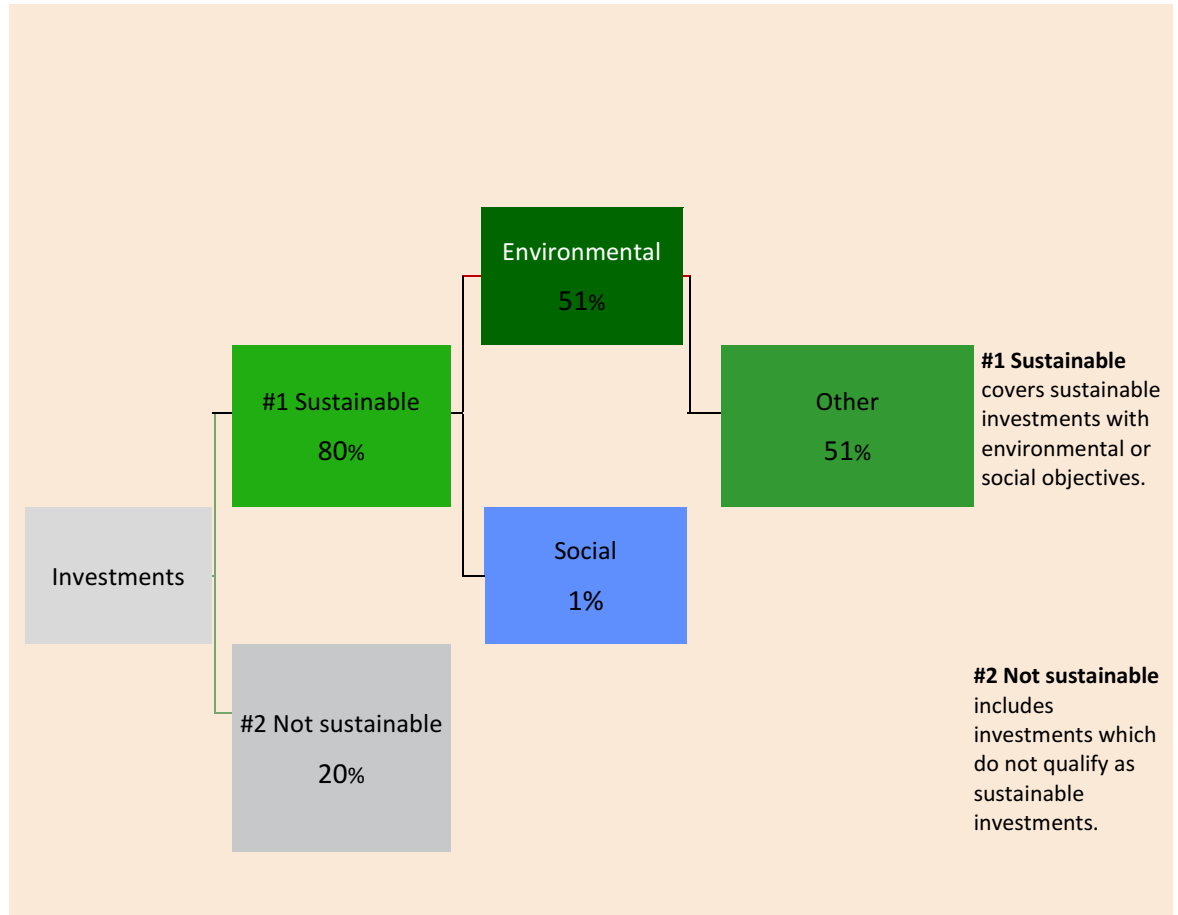 Environmental
51%
#1 Sustainable
80%
Other
51%
#1 Sustainable
covers sustainable
investments with
environmental or
social objectives.
Investments
Social
1%
#2 Not sustainable
20%
#2 Not sustainable
includes
investments which
do not qualify as
sustainable
investments.